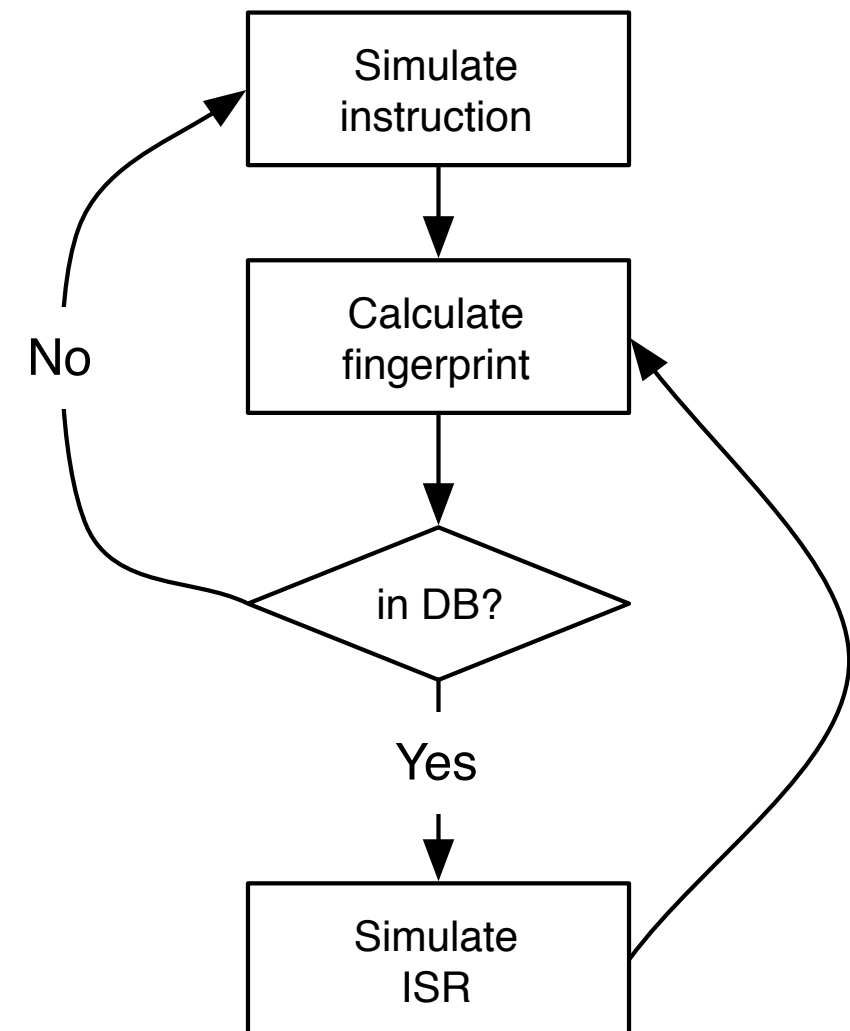 Simulate
instruction
Calculate
fingerprint
No
in DB?
Yes
Simulate
ISR